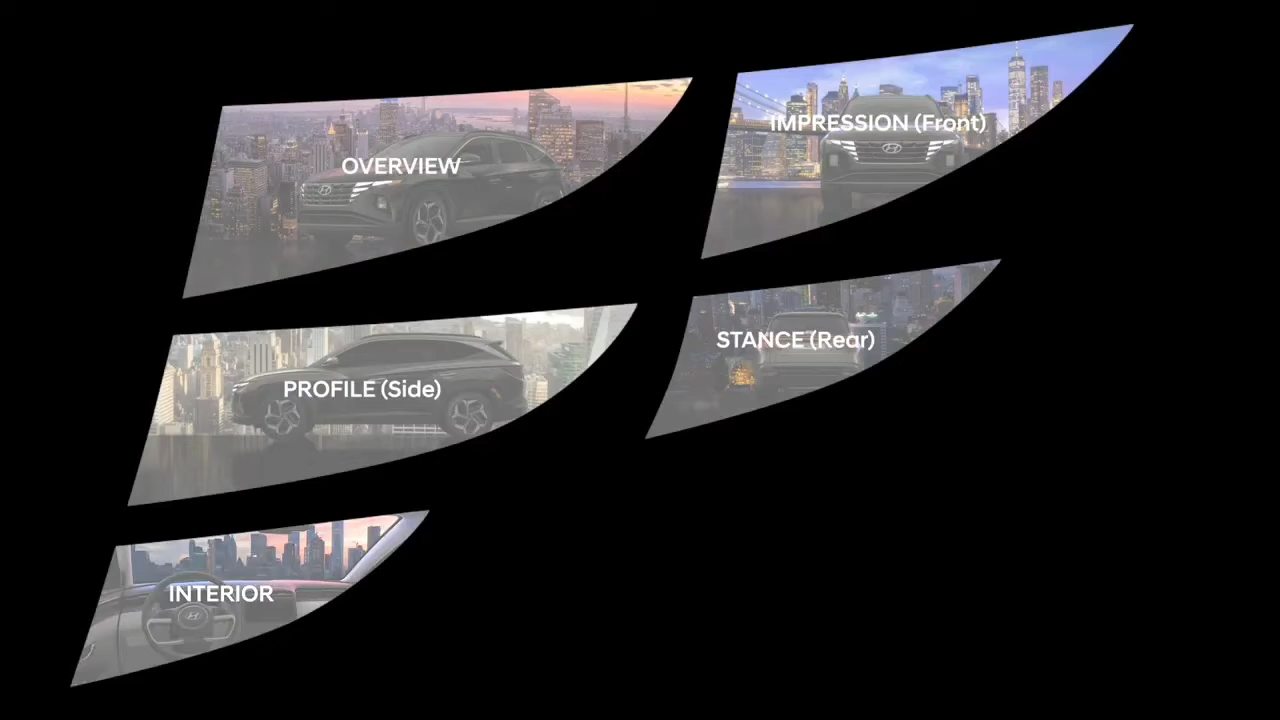 OVERVIEW
IMPRESSION (Front)
PROFILE (Side)
STANCE (Rear)
INTERIOR